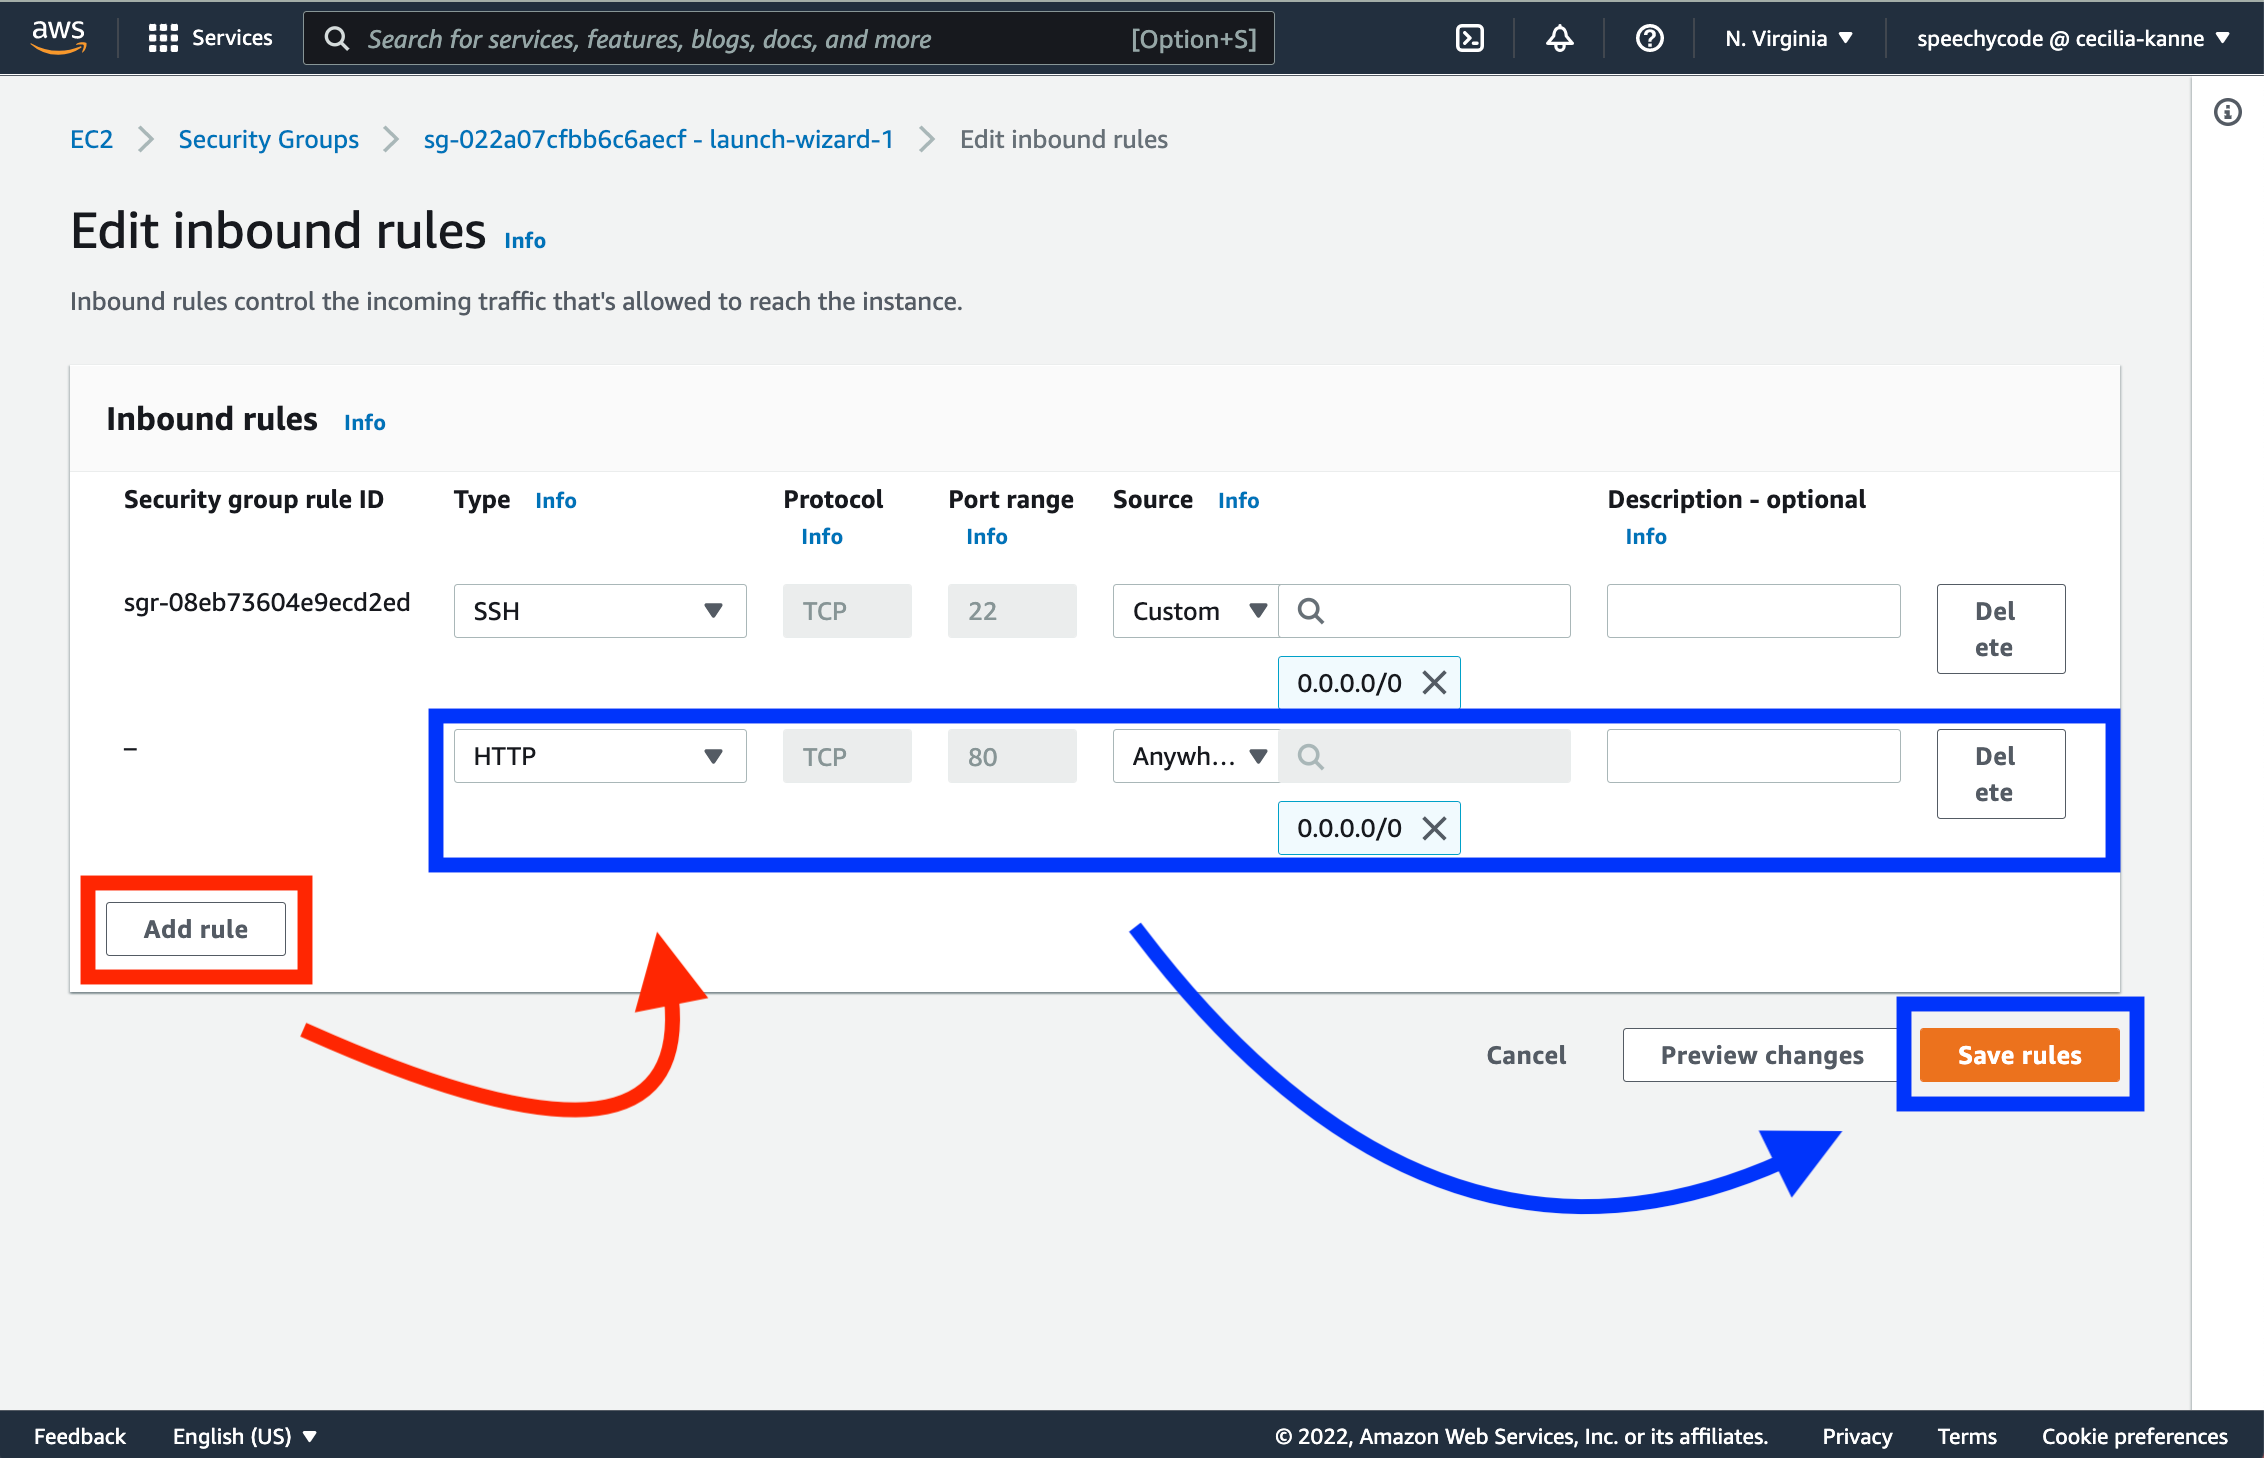 aws Services Search for services, features, blogs, docs, and more [Option+S] N. Virginia speechycode @ cecilia-kanne
EC2 Security Groups sg-022a07cfbb6c6aecf - launch-wizard-1 Edit inbound rules
Edit inbound rules Info
Inbound rules control the incoming traffic that's allowed to reach the instance.
Inbound rules Info
Security group rule ID Type Info Protocol Port range Source Info Description - optional
Info Info Info
sgr-08eb73604e9ecd2ed SSH TCP 22 Custom Del
ete
0.0.0.0/0
– HTTP TCP 80 Anywh... Del
ete
0.0.0.0/0
Add rule
Cancel Preview changes Save rules
Feedback English (US) © 2022, Amazon Web Services, Inc. or its affiliates. Privacy Terms Cookie preferences